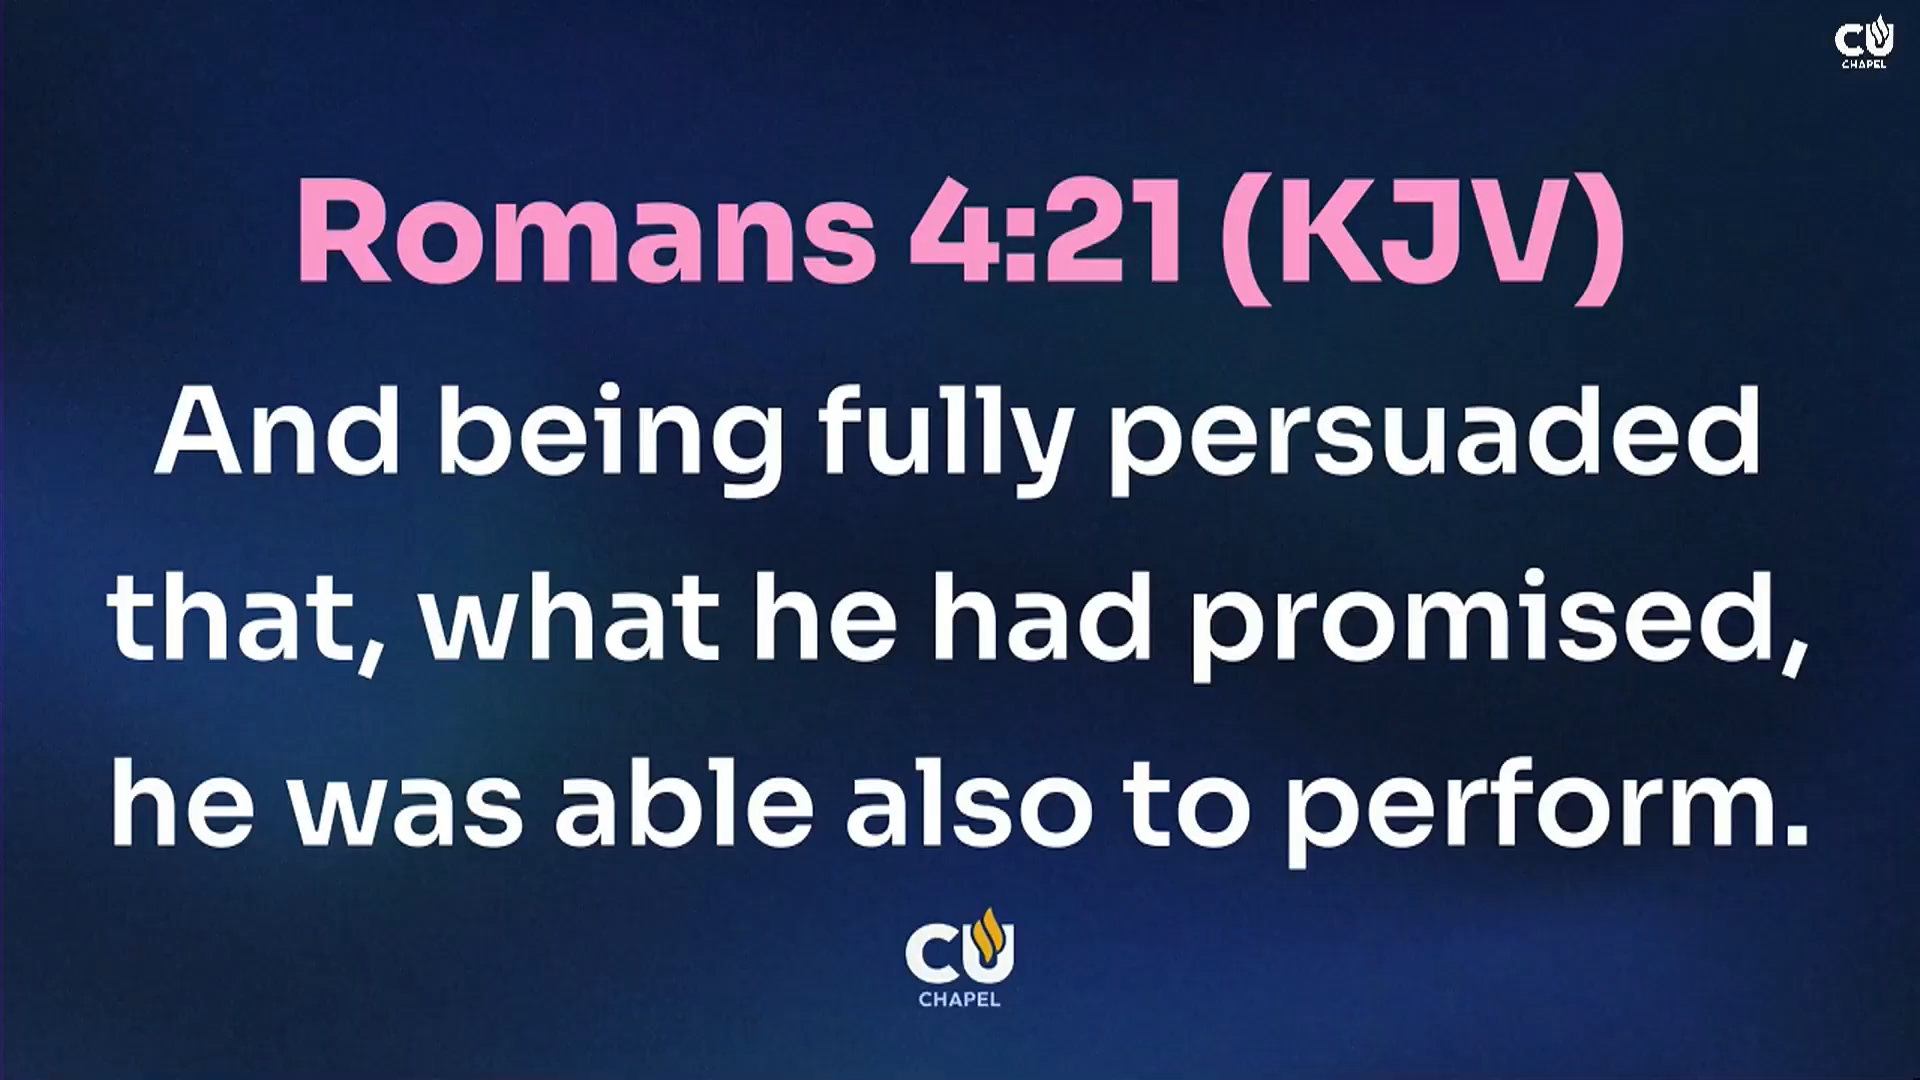 CU
CHAPEL
Romans 4:21 (KJV)
And being fully persuaded
that, what he had promised,
he was able also to perform.
CU
CHAPEL